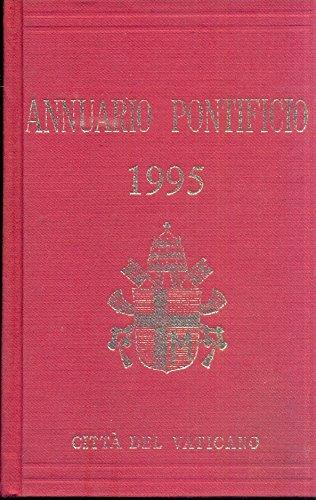 ANNUARIO PONTIFICIO
1995
M
CITTÀ DEL VATICANO